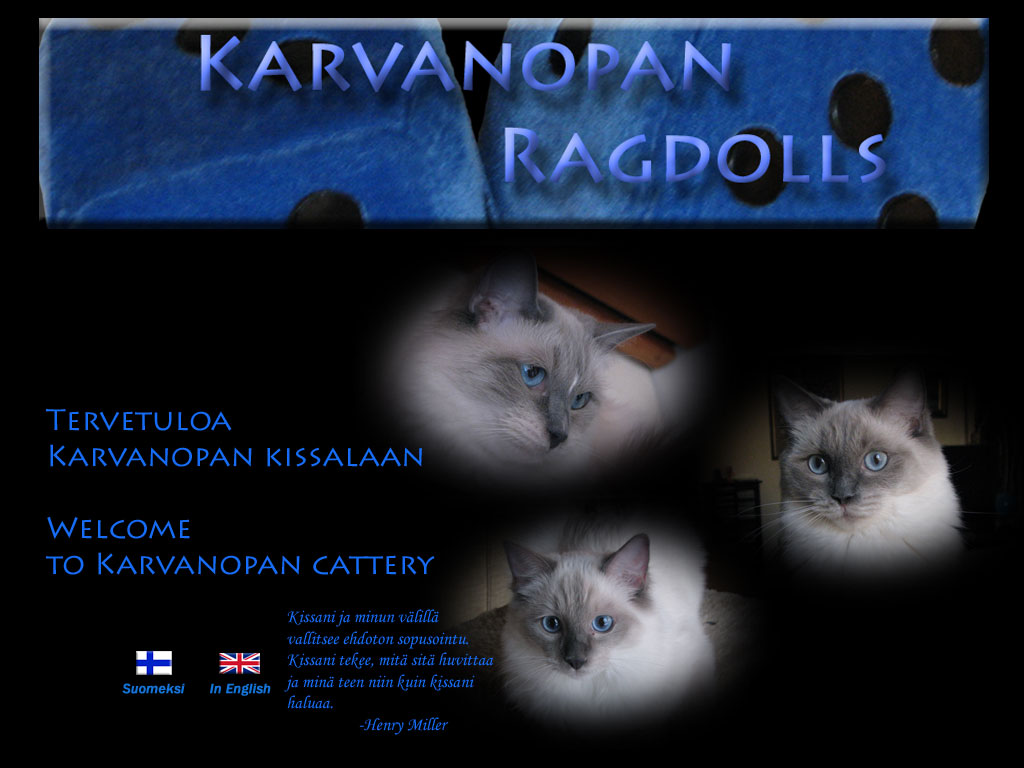 Karvanopan
Ragdolls
Tervetuloa
Karvanopan kissalaan
Welcome
to Karvanopan cattery
Kissani ja minun välillä
vallitsee ehdoton sopusointu.
Kissani tekee, mitä sitä huvittaa
ja minä teen niin kuin kissani
haluaa.
-Henry Miller
Suomeksi
In English